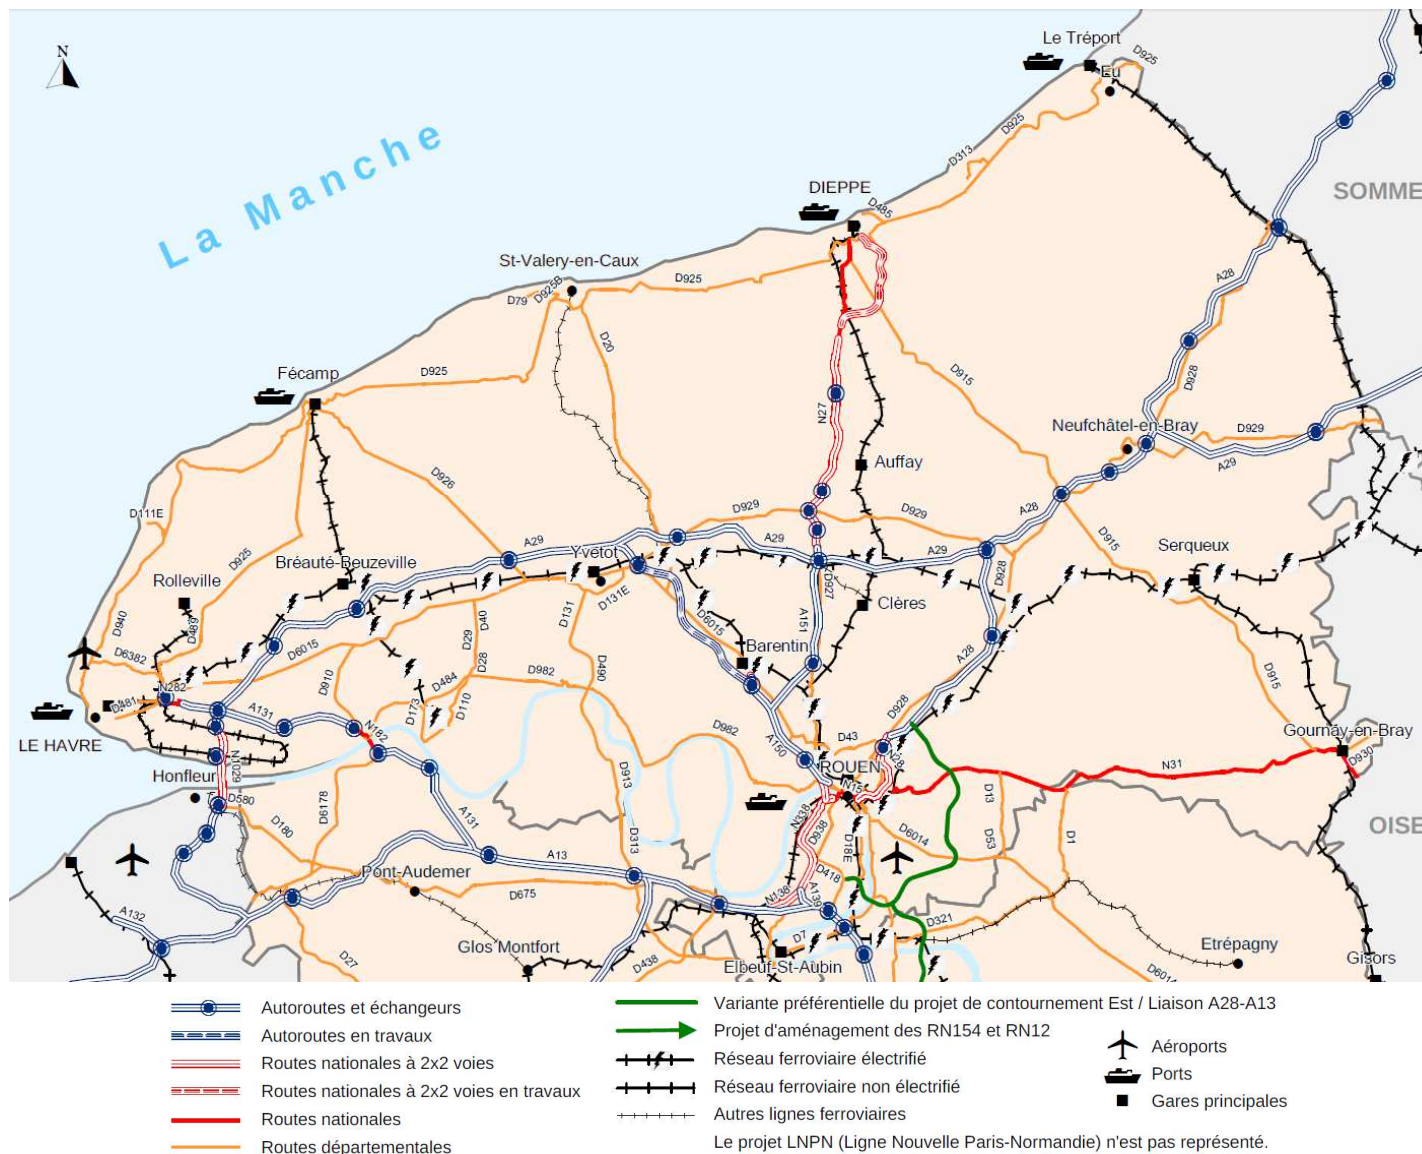 N
La Manche
Le Tréport
D925
Eu
D925
D313
SOMME
DIEPPE
D485
St-Valery-en-Caux
D925
D925B
D79
A28
D20
D928
Fécamp
D925
D915
N27
Neufchâtel-en-Bray
D929
A29
Auffay
D926
D111E
D929
D929
A28
A29
D925
Yvetot
A29
A29
D915
Serqueux
Bréauté-Beuzeville
Rolleville
D928
D927
D131E
D131
D40
Clères
D940
D489
D6015
D6015
A151
D29
Barentin
D6382
D28
D982
D490
A28
D915
N282
D910
D484
D481
D173
D110
A131
D928
LE HAVRE
N182
D982
D43
Gournay-en-Bray
A150
N1029
ROUEN
N28
D930
Honfleur
N31
D913
N15
D580
D6178
D13
N338
D180
A131
D938
D18E
D6014
D53
D1
OISE
D313
A13
Pont-Audemer
D418
D675
N138
A139
A132
D321
D7
Glos Montfort
Etrépagny
D27
D438
Elbeuf-St-Aubin
Gisors
D6014
Autoroutes et échangeurs
Autoroutes en travaux
Routes nationales à 2x2 voies
Routes nationales à 2x2 voies en travaux
Routes nationales
Routes départementales
Variante préférentielle du projet de contournement Est / Liaison A28-A13
Projet d'aménagement des RN154 et RN12
Réseau ferroviaire électrifié
Réseau ferroviaire non électrifié
Autres lignes ferroviaires
Le projet LNPN (Ligne Nouvelle Paris-Normandie) n'est pas représenté.
Aéroports
Ports
Gares principales